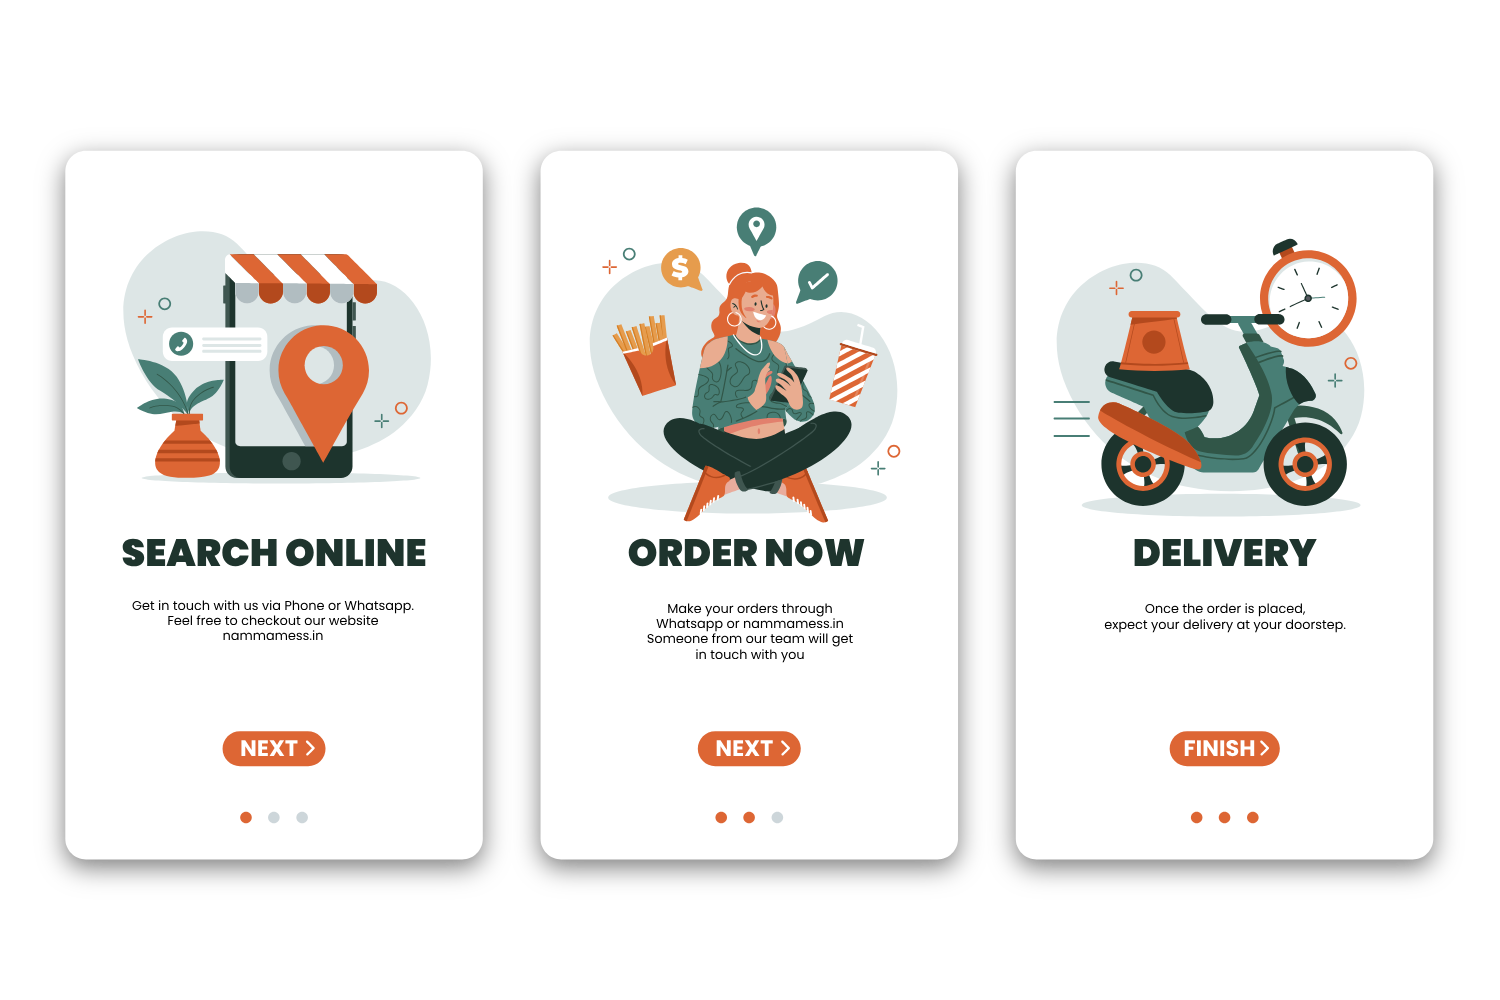 SEARCH ONLINE
Get in touch with us via Phone or Whatsapp.
Feel free to checkout our website
nammamess.in
NEXT
ORDER NOW
Make your orders through
Whatsapp or nammamess.in
Someone from our team will get
in touch with you
NEXT
DELIVERY
Once the order is placed,
expect your delivery at your doorstep.
FINISH